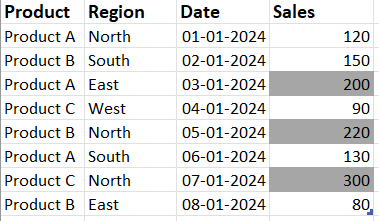 Product Region Date Sales
Product A North 01-01-2024 120
Product B South 02-01-2024 150
Product A East 03-01-2024 200
Product C West 04-01-2024 90
Product B North 05-01-2024 220
Product A South 06-01-2024 130
Product C North 07-01-2024 300
Product B East 08-01-2024 80